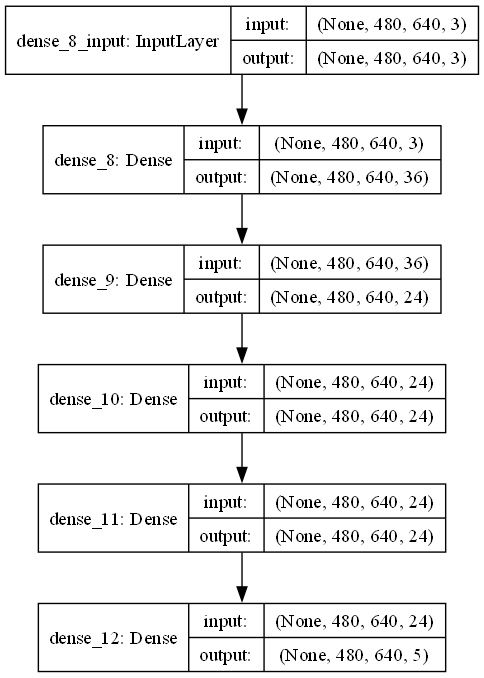 dense_8_input: InputLayer
input: (None, 480, 640, 3)
output: (None, 480, 640, 3)
dense_8: Dense
input: (None, 480, 640, 3)
output: (None, 480, 640, 36)
dense_9: Dense
input: (None, 480, 640, 36)
output: (None, 480, 640, 24)
dense_10: Dense
input: (None, 480, 640, 24)
output: (None, 480, 640, 24)
dense_11: Dense
input: (None, 480, 640, 24)
output: (None, 480, 640, 24)
dense_12: Dense
input: (None, 480, 640, 24)
output: (None, 480, 640, 5)